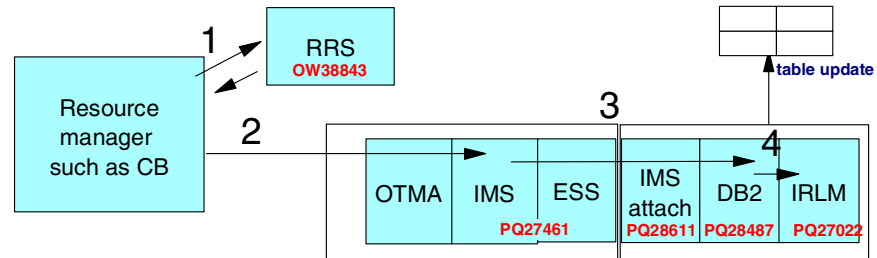 1
RRS
OW38843
table update
Resource
manager
such as CB
2
3
4
OTMA
IMS
ESS
PQ27461
IMS
attach
PQ28611
DB2
PQ28487
IRLM
PQ27022